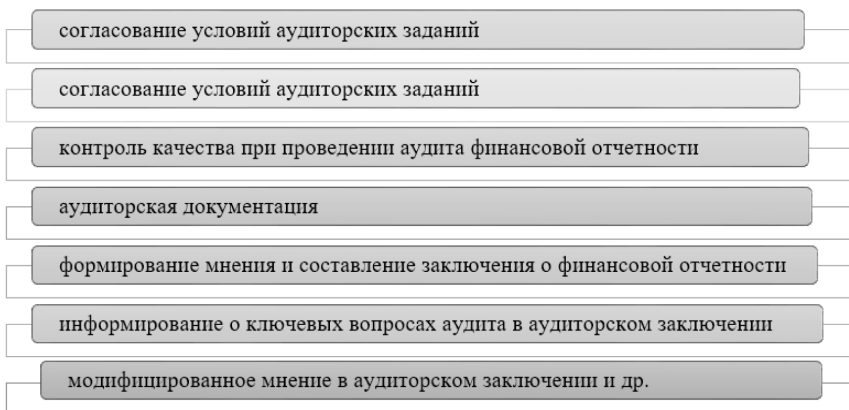 согласование условий аудиторских заданий
согласование условий аудиторских заданий
контроль качества при проведении аудита финансовой отчетности
аудиторская документация
формирование мнения и составление заключения о финансовой отчетности
информирование о ключевых вопросах аудита в аудиторском заключении
модифицированное мнение в аудиторском заключении и др.